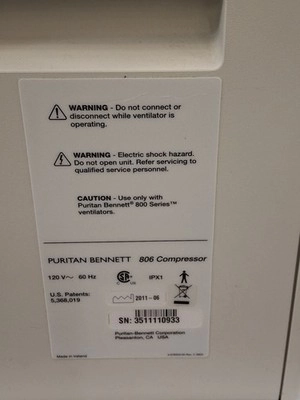 WARNING - Do not connect or
disconnect while ventilator is
operating.
WARNING - Electric shock hazard.
Do not open unit. Refer servicing to
qualified service personnel.
CAUTION - Use only with
Puritan Bennett® 800 Series™
ventilators.
PURITAN BENNETT 806 Compressor
120 V~ 60 Hz IPX1
U.S. Patents:
5,368,019
2011-06
SN: 3511110933
Puritan-Bennett Corporation
Pleasanton, CA USA
Made in Ireland